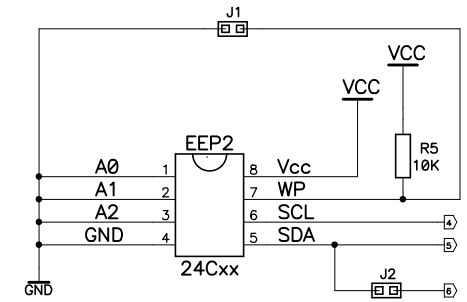 J1
VCC
VCC
EEP2
R5
10K
A0 1 8 Vcc
A1 2 7 WP
A2 3 6 SCL 4
GND 4 5 SDA 5
24Cxx
J2
GND
6